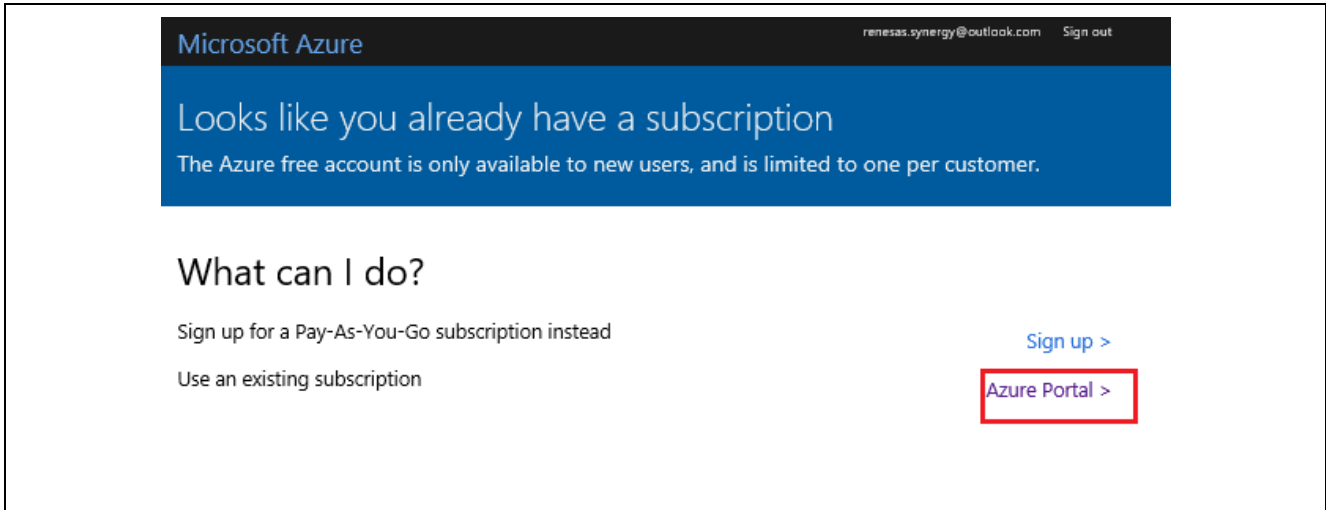 Microsoft Azure
renesas.synergy@outlook.com Sign out
Looks like you already have a subscription
The Azure free account is only available to new users, and is limited to one per customer.
What can I do?
Sign up for a Pay-As-You-Go subscription instead
Sign up >
Use an existing subscription
Azure Portal >